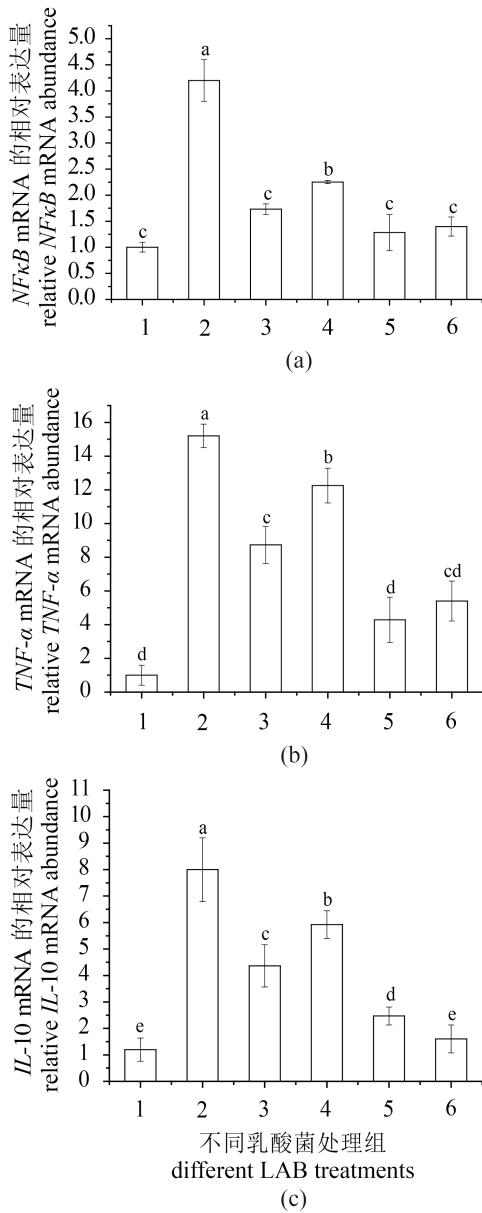 NFκB mRNA 的相对表达量
relative NFκB mRNA abundance
5.0
4.5
4.0
3.5
3.0
2.5
2.0
1.5
1.0
0.5
0.0
c
a
c
b
c
c
1 2 3 4 5 6
(a)
TNF-α mRNA 的相对表达量
relative TNF-α mRNA abundance
16
14
12
10
8
6
4
2
0
d
a
c
b
d
cd
1 2 3 4 5 6
(b)
IL-10 mRNA 的相对表达量
relative IL-10 mRNA abundance
11
10
9
8
7
6
5
4
3
2
1
0
e
a
c
b
d
e
1 2 3 4 5 6
不同乳酸菌处理组
different LAB treatments
(c)